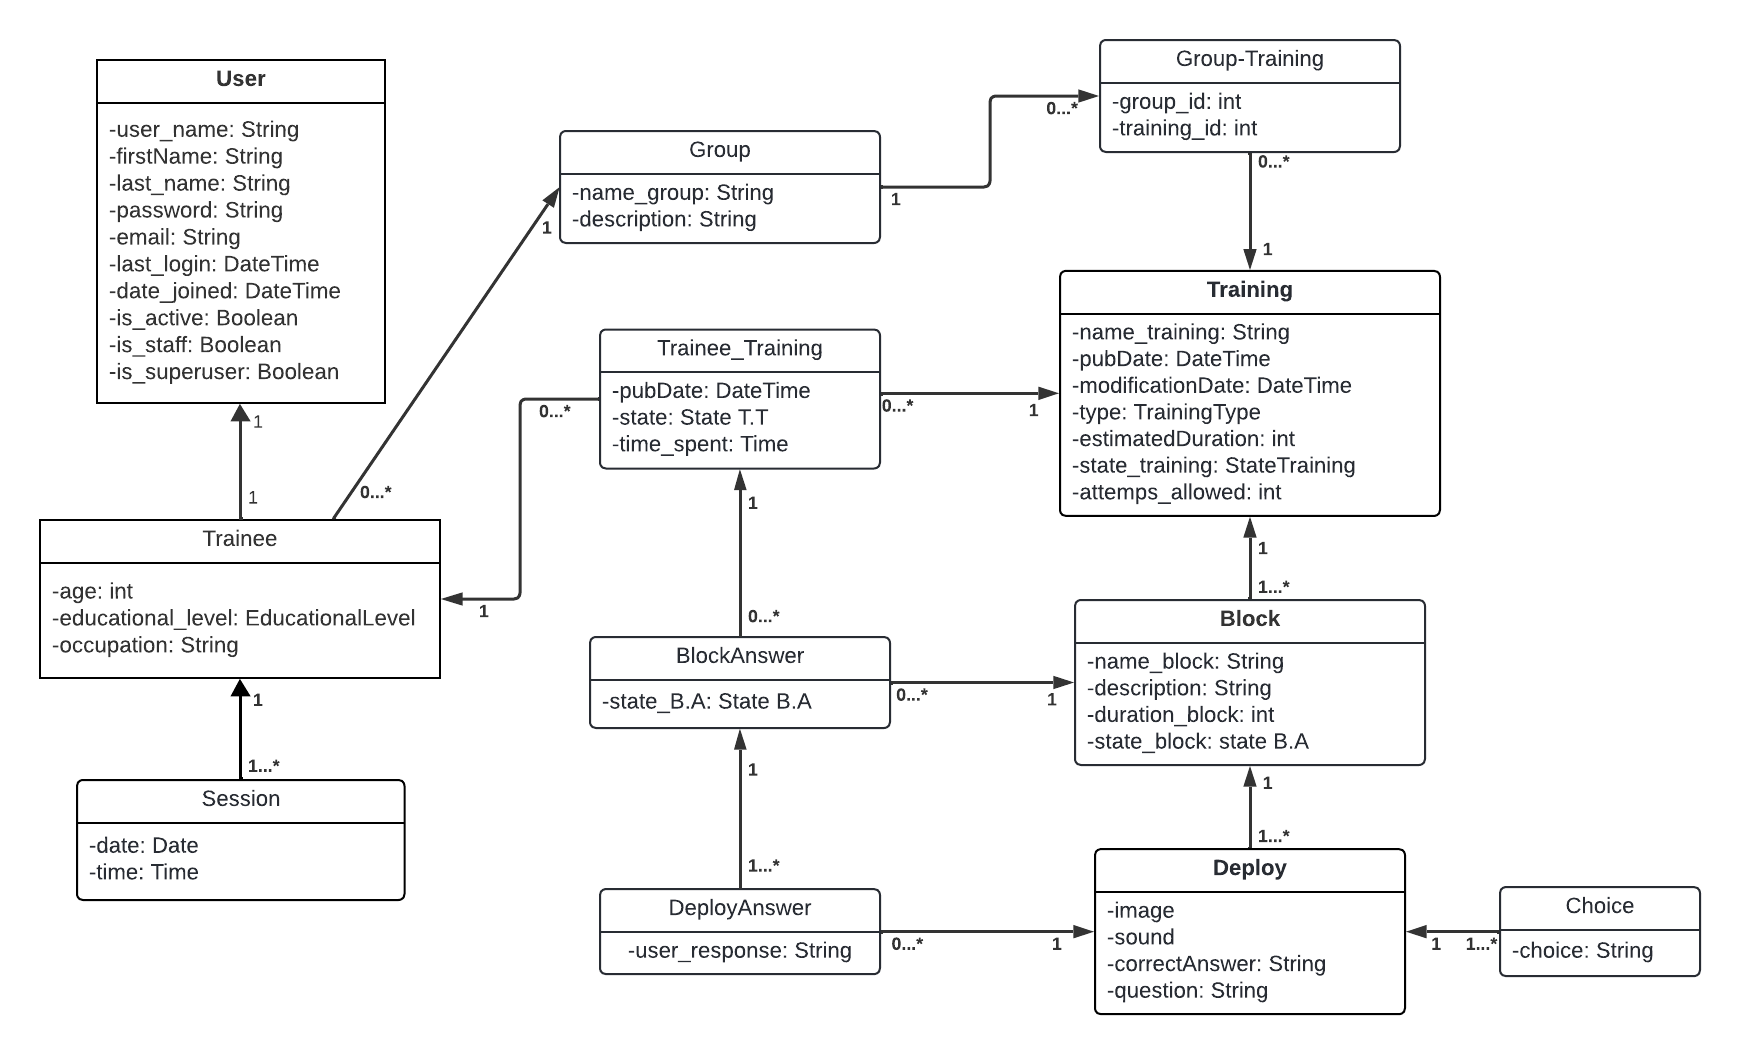 User
-user_name: String
-firstName: String
-last_name: String
-password: String
-email: String
-last_login: DateTime
-date_joined: DateTime
-is_active: Boolean
-is_staff: Boolean
-is_superuser: Boolean
1
1
Trainee
-age: int
-educational_level: EducationalLevel
-occupation: String
1
1...*
Session
-date: Date
-time: Time
0...*
1
Group
-name_group: String
-description: String
1
0...*
Group-Training
-group_id: int
-training_id: int
0...*
1
Training
-name_training: String
-pubDate: DateTime
-modificationDate: DateTime
-type: TrainingType
-estimatedDuration: int
-state_training: StateTraining
-attemps_allowed: int
Trainee_Training
-pubDate: DateTime
-state: State T.T
-time_spent: Time
0...*
1
0...*
1
1
0...*
BlockAnswer
-state_B.A: State B.A
0...*
1
1
1...*
Block
-name_block: String
-description: String
-duration_block: int
-state_block: state B.A
1
1...*
DeployAnswer
-user_response: String
0...*
1
1
1...*
Deploy
-image
-sound
-correctAnswer: String
-question: String
1
1...*
Choice
-choice: String